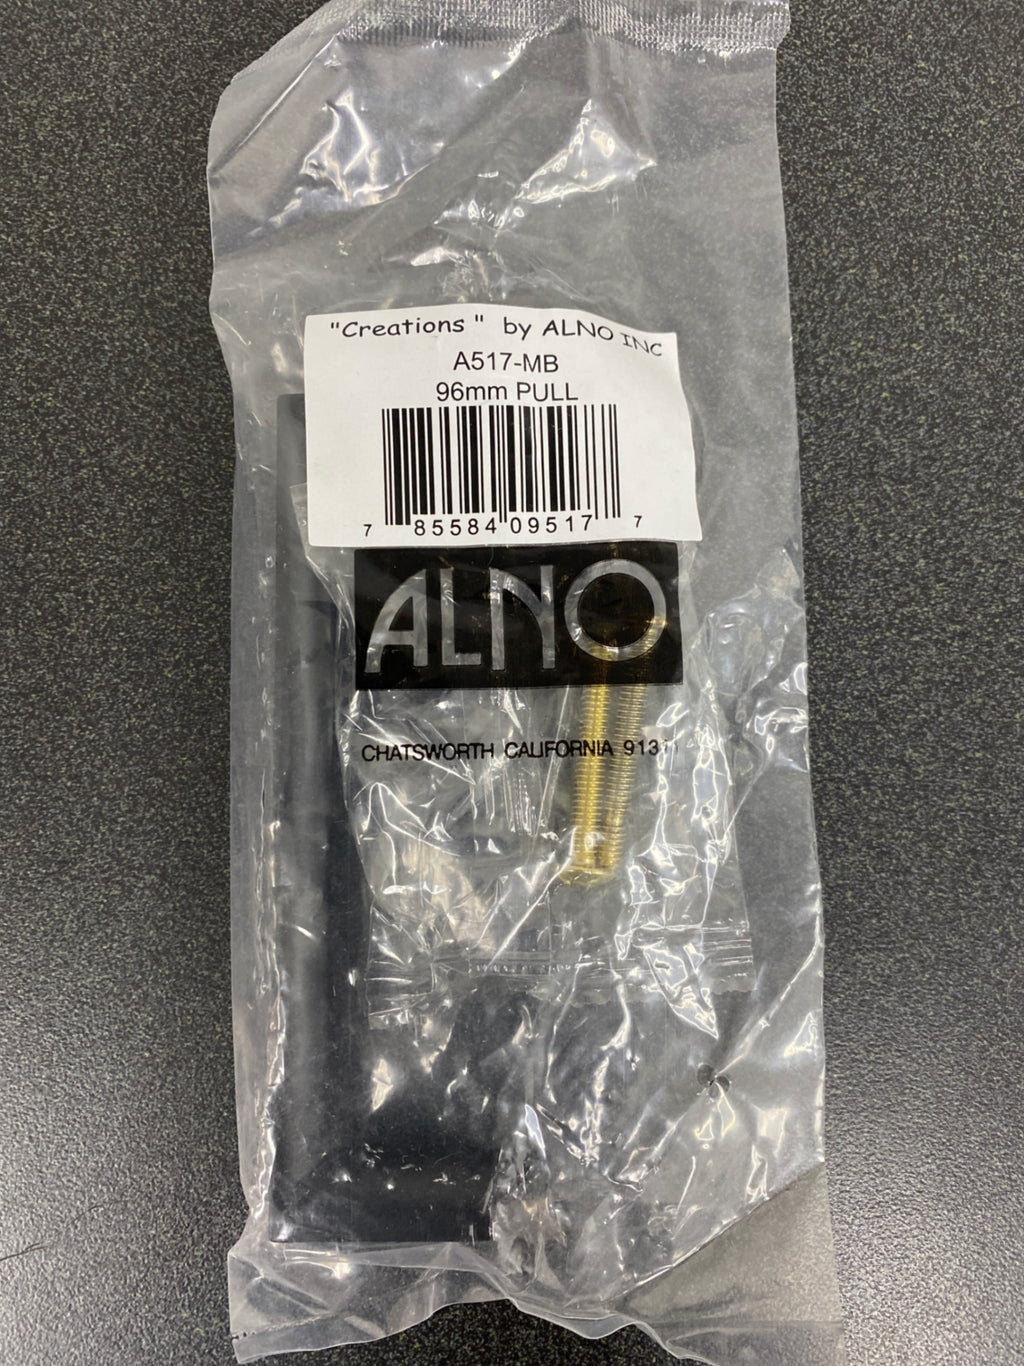 "Creations" by ALNO INC
A517-MB
96mm PULL
7 85584 09517 7
ALNO
CHATSWORTH CALIFORNIA